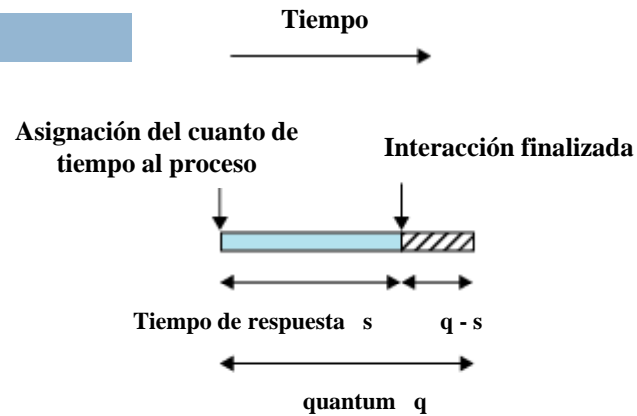 Tiempo
Asignación del cuanto de
tiempo al proceso
Interacción finalizada
Tiempo de respuesta s
q - s
quantum q